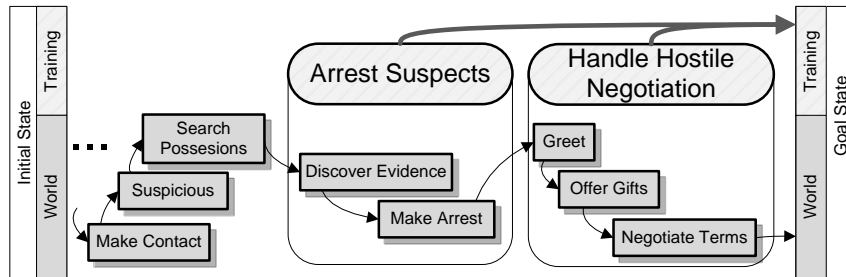 Initial State
Training
World
Make Contact
Suspicious
Search
Possesions
Arrest Suspects
Discover Evidence
Make Arrest
Handle Hostile
Negotiation
Greet
Offer Gifts
Negotiate Terms
Training
World
Goal State